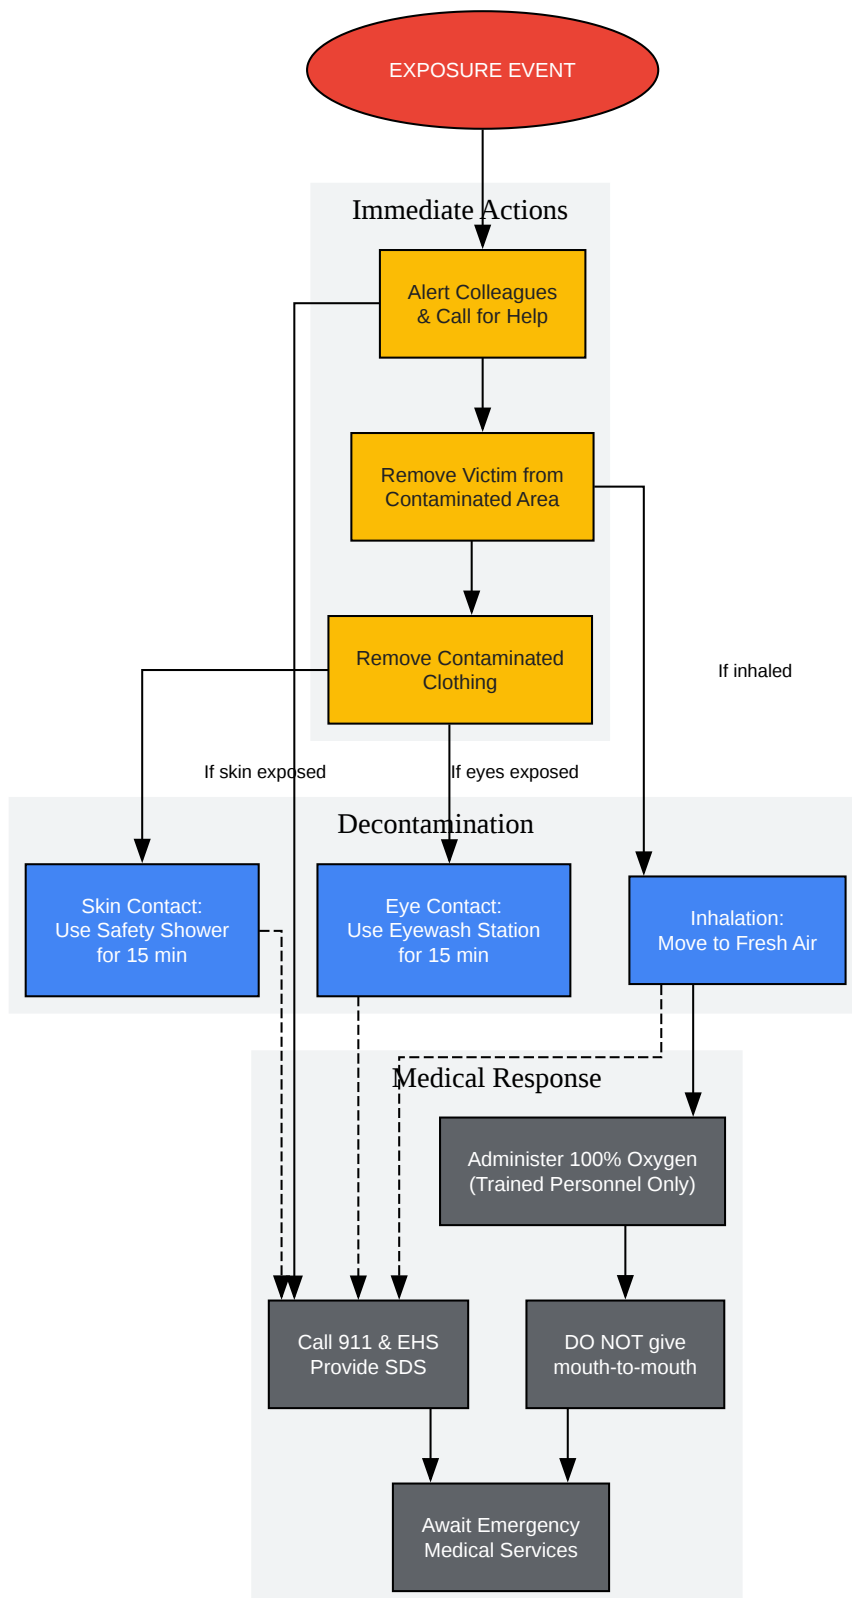 EXPOSURE EVENT
Immediate Actions
Alert Colleagues
& Call for Help
Remove Victim from
Contaminated Area
Remove Contaminated
Clothing
If inhaled
If skin exposed
If eyes exposed
Decontamination
Skin Contact:
Use Safety Shower
for 15 min
Eye Contact:
Use Eyewash Station
for 15 min
Inhalation:
Move to Fresh Air
Medical Response
Administer 100% Oxygen
(Trained Personnel Only)
Call 911 & EHS
Provide SDS
DO NOT give
mouth-to-mouth
Await Emergency
Medical Services